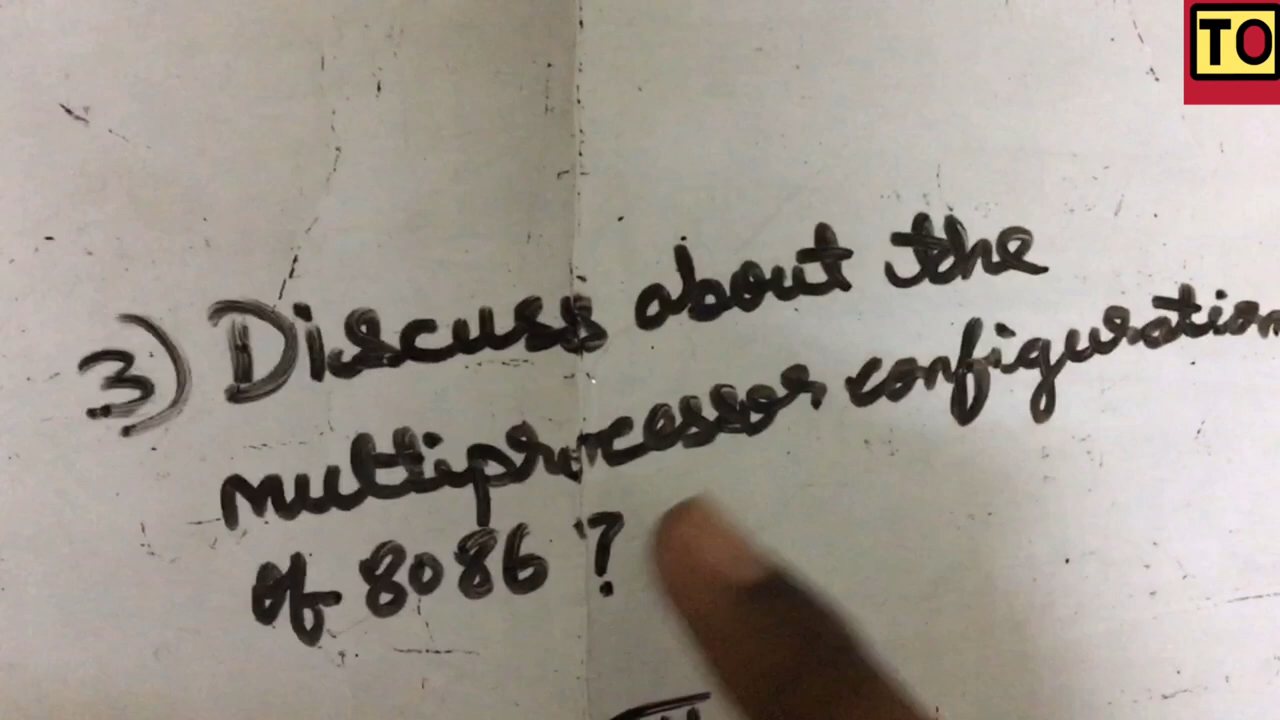 TO
3) Discuss about the
multiprocessor configuration
of 8086 ?